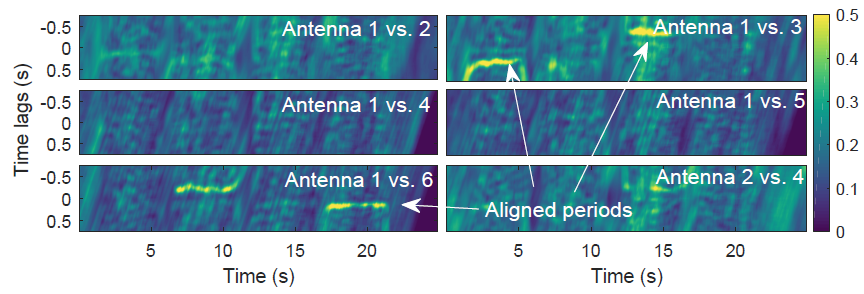 Antenna 1 vs. 2
Antenna 1 vs. 3
-0.5
0
0.5
0.5
0.4
0.3
0.2
0.1
0
Time lags (s)
Antenna 1 vs. 4
Antenna 1 vs. 5
-0.5
0
0.5
Antenna 1 vs. 6
Antenna 2 vs. 4
-0.5
0
0.5
Aligned periods
5
10
15
20
5
10
15
20
Time (s)
Time (s)